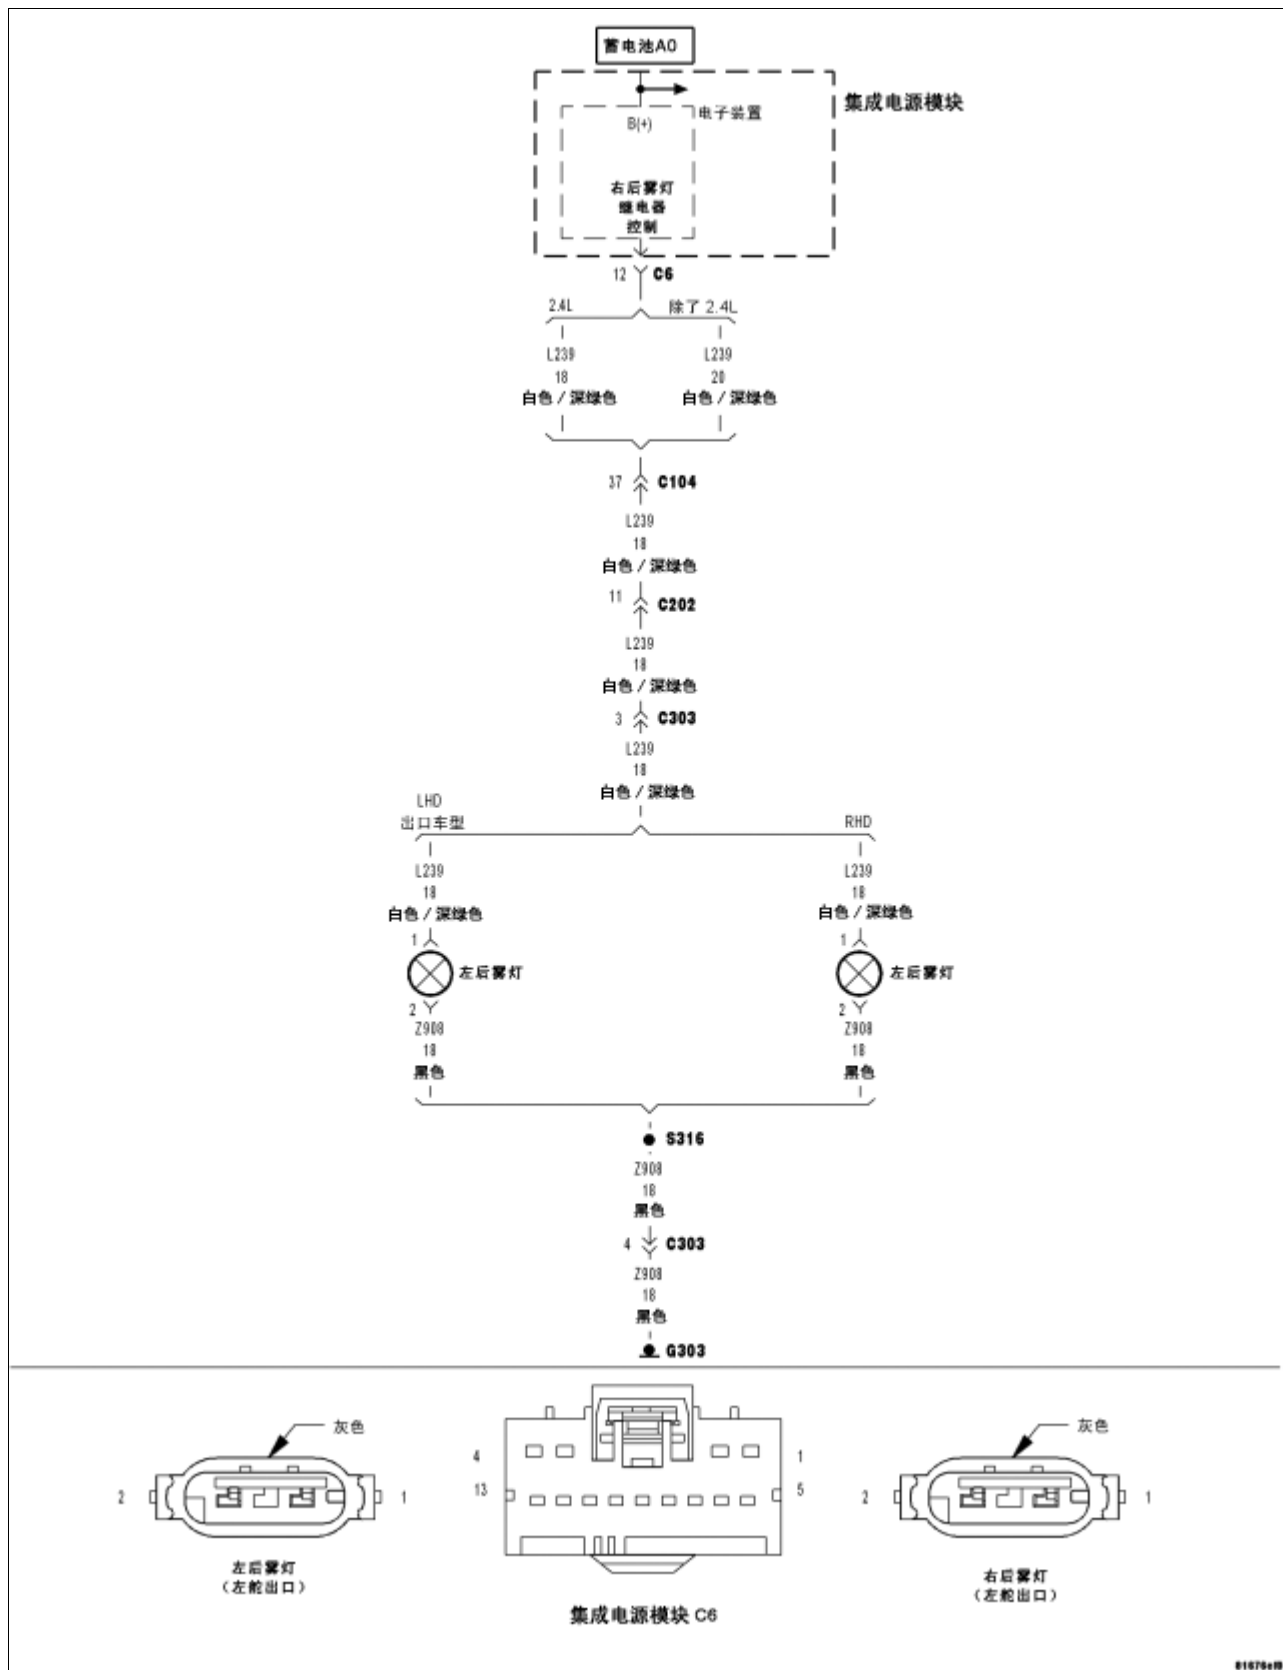 蓄电池A0
集成电源模块
电子装置
B(+)
右后雾灯
继电器
控制
12 C6
2.4L 除了 2.4L
L239 L239
18 20
白色 / 深绿色 白色 / 深绿色
37 C104
L239
18
白色 / 深绿色
11 C202
L239
18
白色 / 深绿色
3 C303
L239
18
白色 / 深绿色
LHD
出口车型 RHD
L239 L239
18 18
白色 / 深绿色 白色 / 深绿色
1 1
左后雾灯 左后雾灯
2 2
Z908 Z908
18 18
黑色 黑色
S316
Z908
18
黑色
4 C303
Z908
18
黑色
G303
灰色 灰色
4 1
13 5
2 1 2 1
左后雾灯
（左舵出口）
右后雾灯
（左舵出口）
集成电源模块 C6